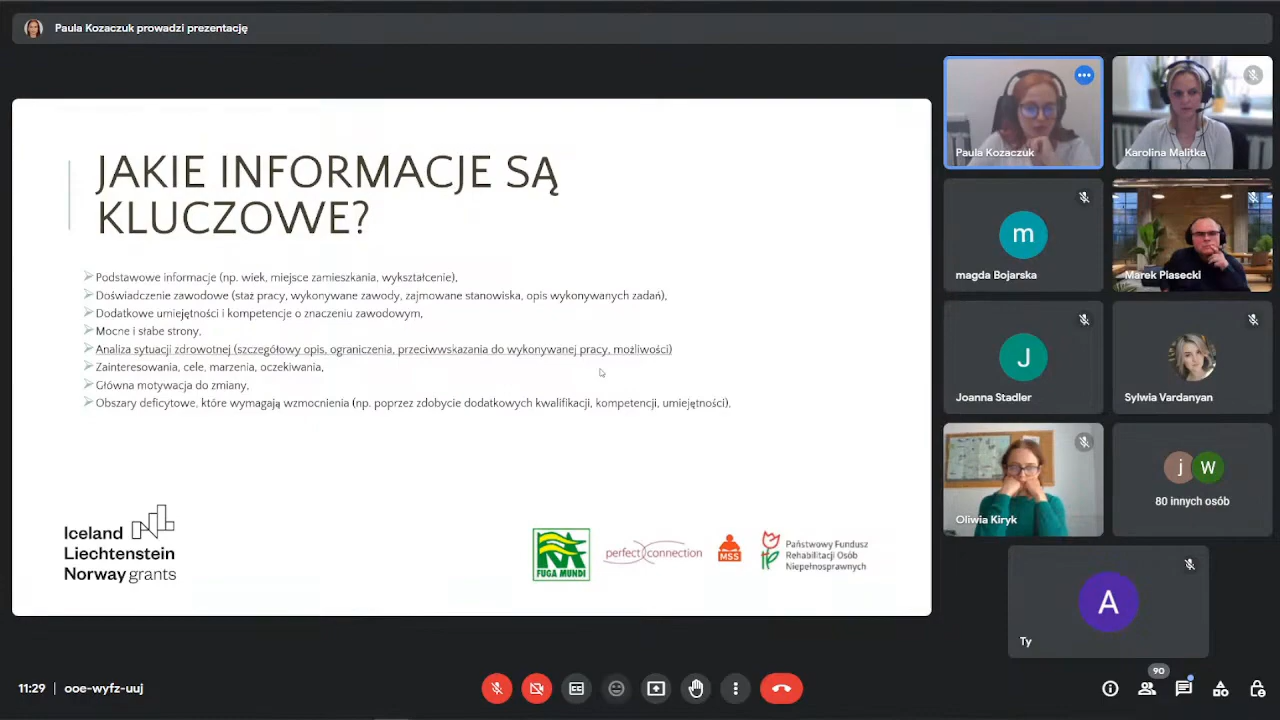 Paula Kozaczuk prowadzi prezentację
JAKIE INFORMACJE SĄ
KLUCZOWE?
Podstawowe informacje (np. wiek, miejsce zamieszkania, wykształcenie),
Doświadczenie zawodowe (staż pracy, wykonywane zawody, zajmowane stanowiska, opis wykonywanych zadań),
Dodatkowe umiejętności i kompetencje o znaczeniu zawodowym,
Mocne i słabe strony,
Analiza sytuacji zdrowotnej (szczegółowy opis, ograniczenia, przeciwwskazania do wykonywanej pracy, możliwości)
Zainteresowania, cele, marzenia, oczekiwania,
Główna motywacja do zmiany,
Obszary deficytowe, które wymagają wzmocnienia (np. poprzez zdobycie dodatkowych kwalifikacji, kompetencji, umiejętności),
Iceland
Liechtenstein
Norway grants
FUGA MUNDI
perfect connection
MSS
Państwowy Fundusz
Rehabilitacji Osób
Niepełnosprawnych
Paula Kozaczuk
Karolina Malitka
m
magda Bojarska
Marek Piasecki
J
Joanna Stadler
Sylwia Vardanyan
Oliwia Kiryk
j W
80 innych osób
A
Ty
11:29 | ooe-wyfz-uuj
90